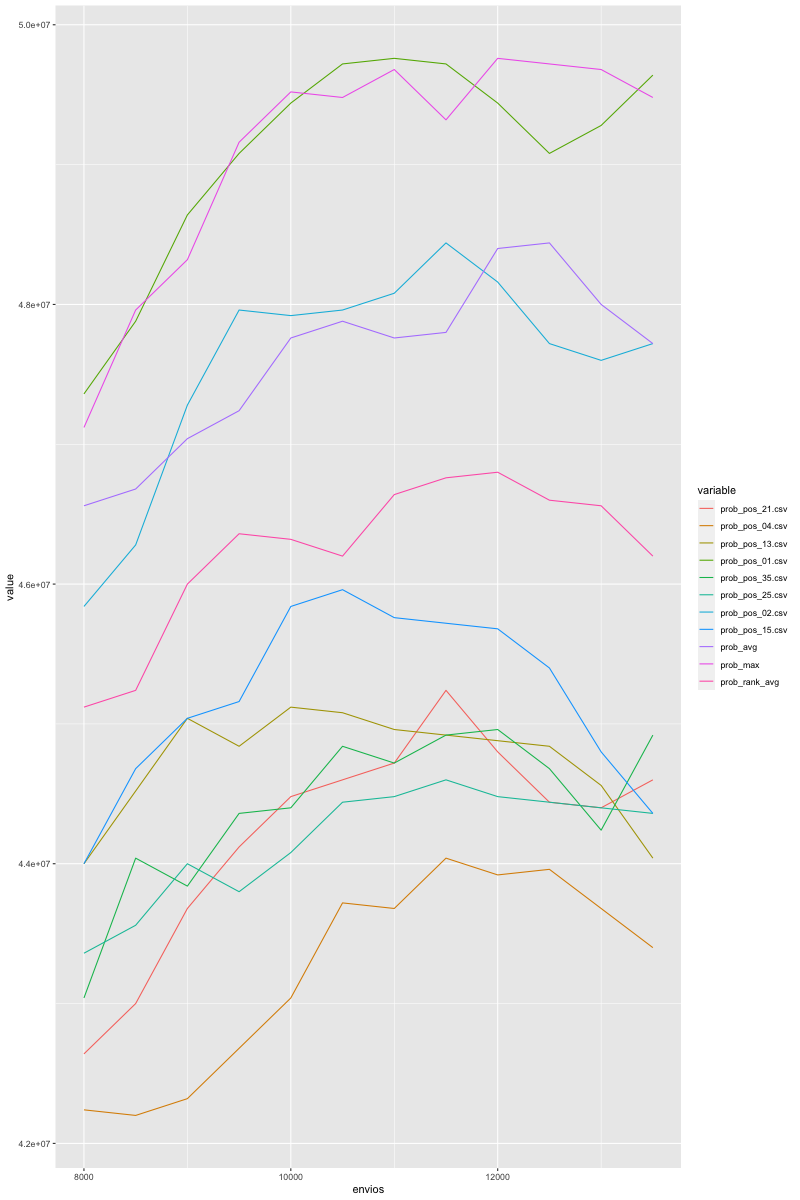 5.0e+07
4.8e+07
4.6e+07
4.4e+07
4.2e+07
value
8000
10000
12000
envios
variable
prob_pos_21.csv
prob_pos_04.csv
prob_pos_13.csv
prob_pos_01.csv
prob_pos_35.csv
prob_pos_25.csv
prob_pos_02.csv
prob_pos_15.csv
prob_avg
prob_max
prob_rank_avg